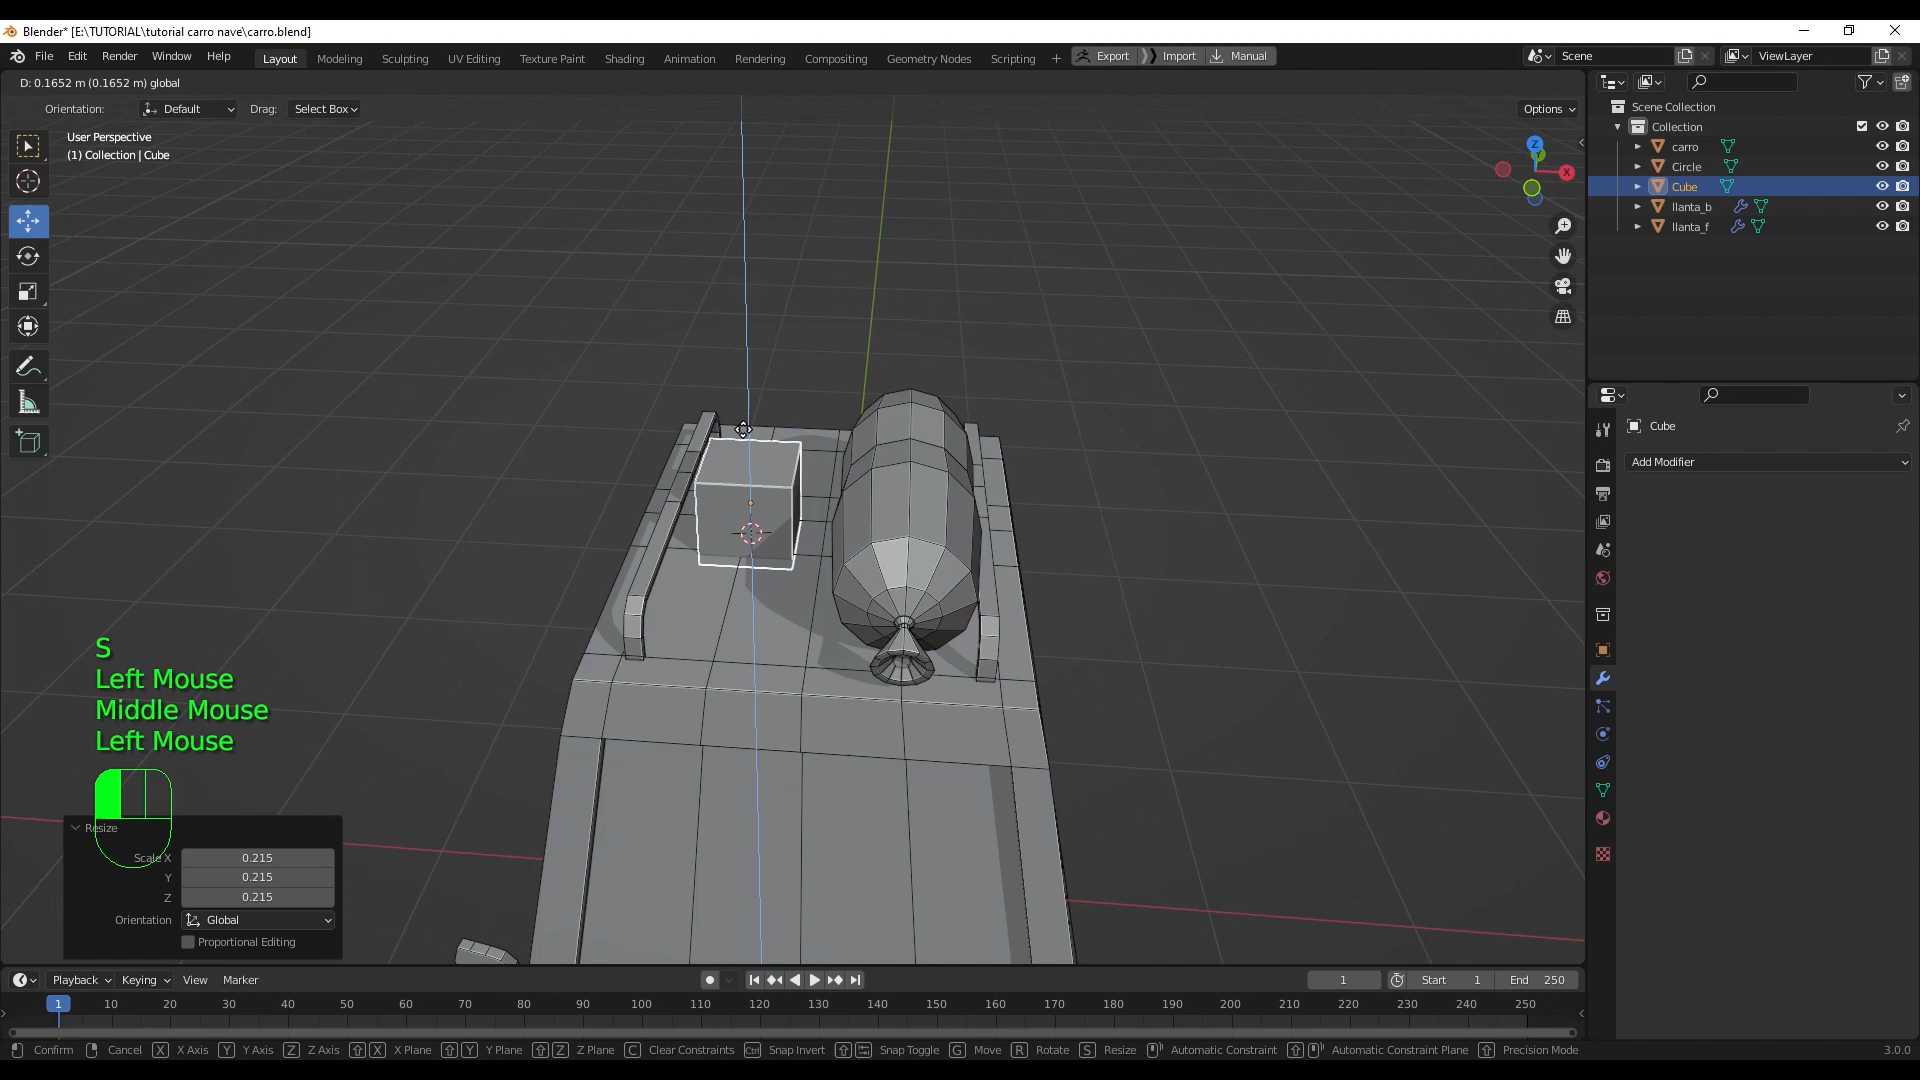 Blender* [E:\TUTORIAL\tutorial carro nave\carro.blend]
File Edit Render Window Help Layout Modeling Sculpting UV Editing Texture Paint Shading Animation Rendering Compositing Geometry Nodes Scripting + Export Import Manual Scene ViewLayer
D: 0.1652 m (0.1652 m) global
Orientation: Default Drag: Select Box Options
User Perspective
(1) Collection | Cube
Z
X
Scene Collection
Collection
carro
Circle
Cube
llanta_b
llanta_f
Cube
Add Modifier
S
Left Mouse
Middle Mouse
Left Mouse
Resize
Scale X 0.215
Y 0.215
Z 0.215
Orientation Global
Proportional Editing
Playback Keying View Marker 1 Start 1 End 250
1 10 20 30 40 50 60 70 80 90 100 110 120 130 140 150 160 170 180 190 200 210 220 230 240 250
Confirm Cancel X X Axis Y Y Axis Z Z Axis X X Plane Y Y Plane Z Z Plane C Clear Constraints Ctrl Snap Invert Snap Toggle G Move R Rotate S Resize Automatic Constraint Automatic Constraint Plane Precision Mode 3.0.0